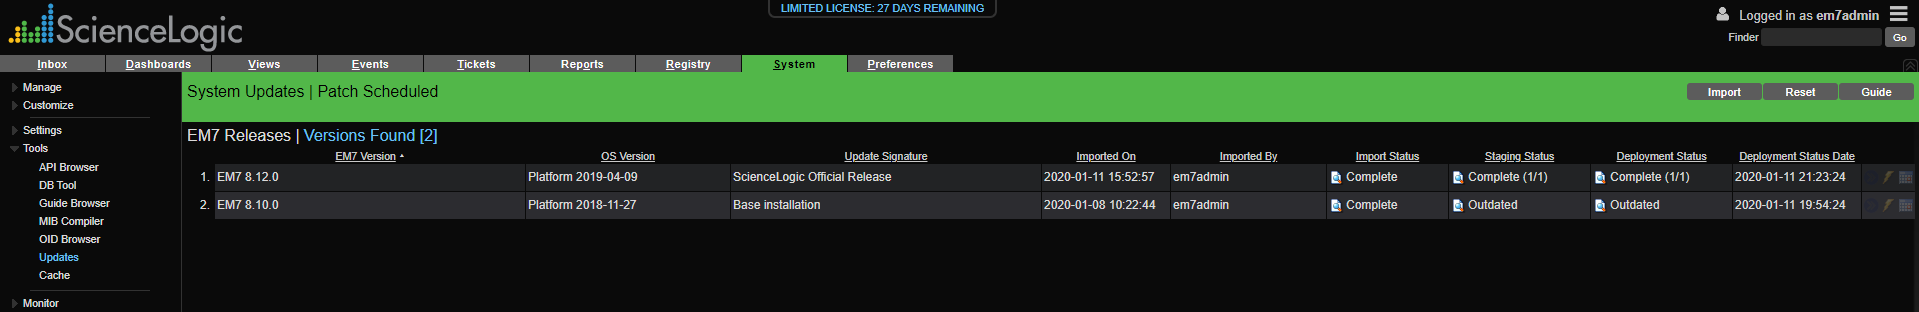 LIMITED LICENSE: 27 DAYS REMAINING
ScienceLogic
Logged in as em7admin
Finder Go
Inbox Dashboards Views Events Tickets Reports Registry System Preferences
Manage
Customize
Settings
Tools
API Browser
DB Tool
Guide Browser
MIB Compiler
OID Browser
Updates
Cache
Monitor
System Updates | Patch Scheduled
Import Reset Guide
EM7 Releases | Versions Found [2]
EM7 Version OS Version Update Signature Imported On Imported By Import Status Staging Status Deployment Status Deployment Status Date
1. EM7 8.12.0 Platform 2019-04-09 ScienceLogic Official Release 2020-01-11 15:52:57 em7admin Complete Complete (1/1) Complete (1/1) 2020-01-11 21:23:24
2. EM7 8.10.0 Platform 2018-11-27 Base installation 2020-01-08 10:22:44 em7admin Complete Outdated Outdated 2020-01-11 19:54:24